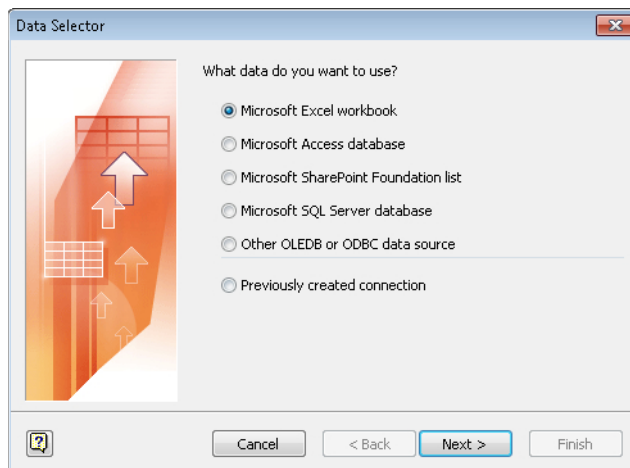 Data Selector
What data do you want to use?
Microsoft Excel workbook
Microsoft Access database
Microsoft SharePoint Foundation list
Microsoft SQL Server database
Other OLEDB or ODBC data source
Previously created connection
Cancel
< Back
Next >
Finish